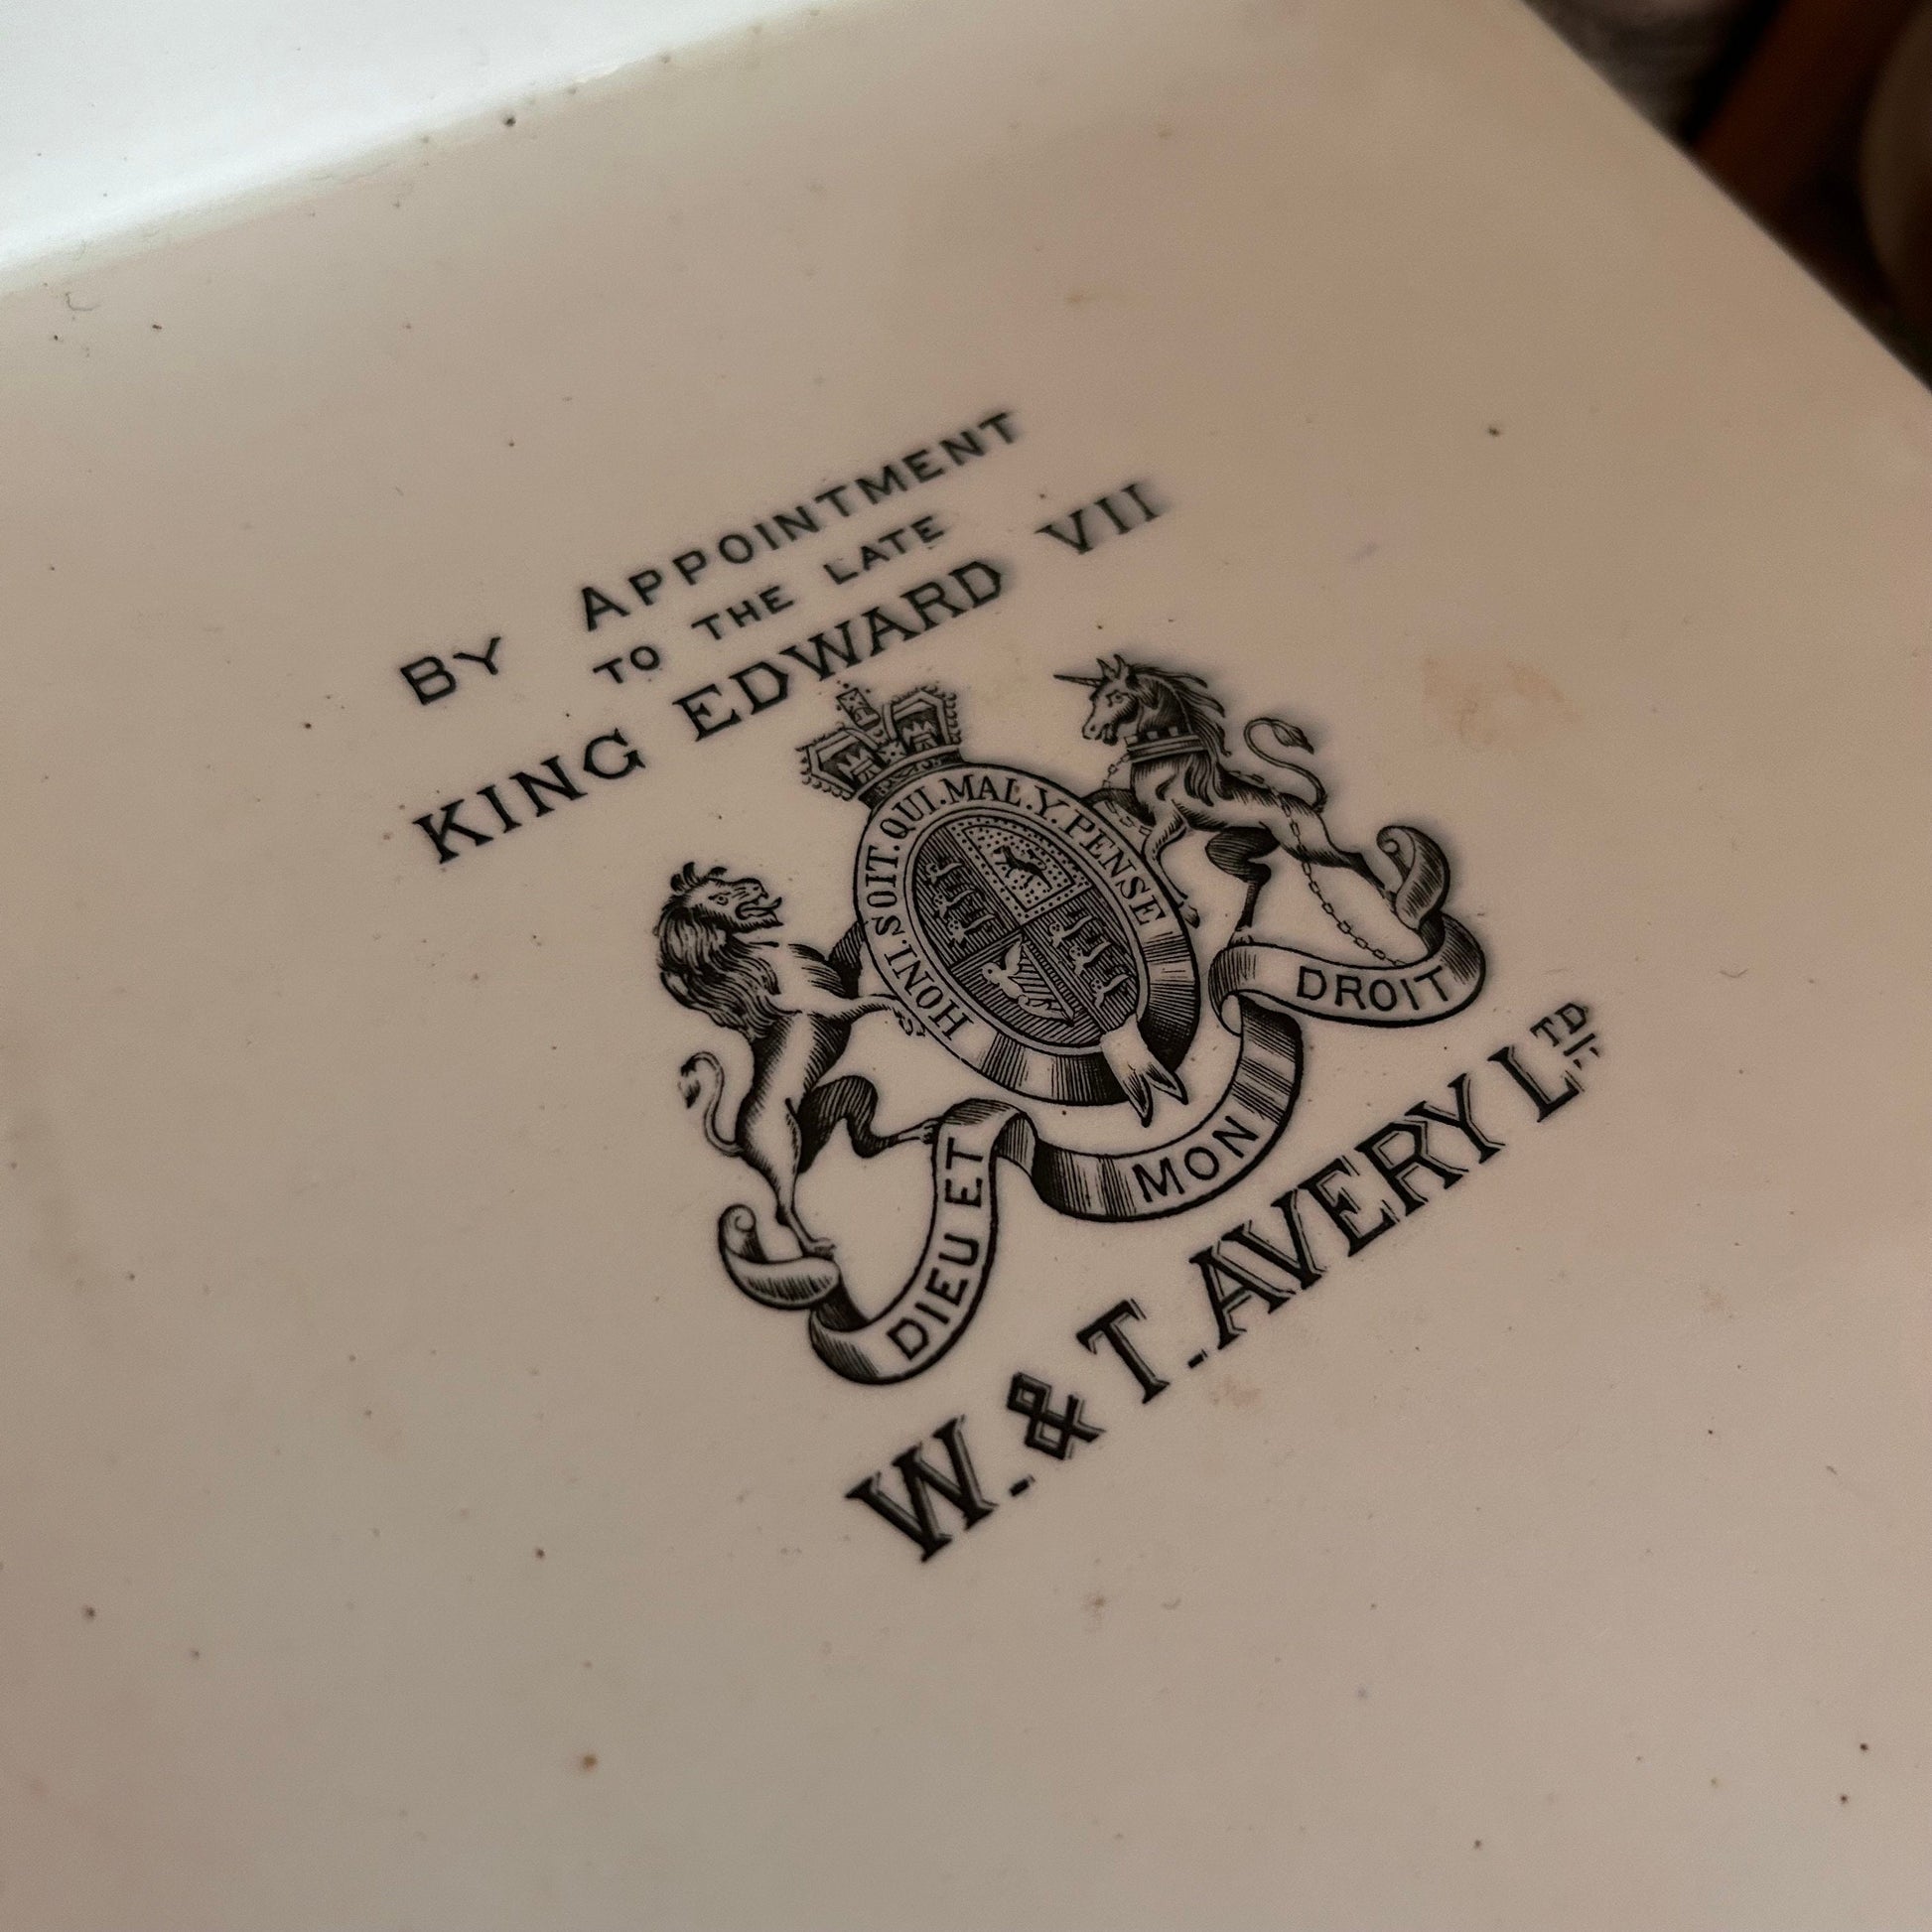 BY APPOINTMENT
TO THE LATE
KING EDWARD VII
HONI.SOIT.QUI.MAL.Y.PENSE
DIEU ET MON DROIT
W. & T. AVERY LTD